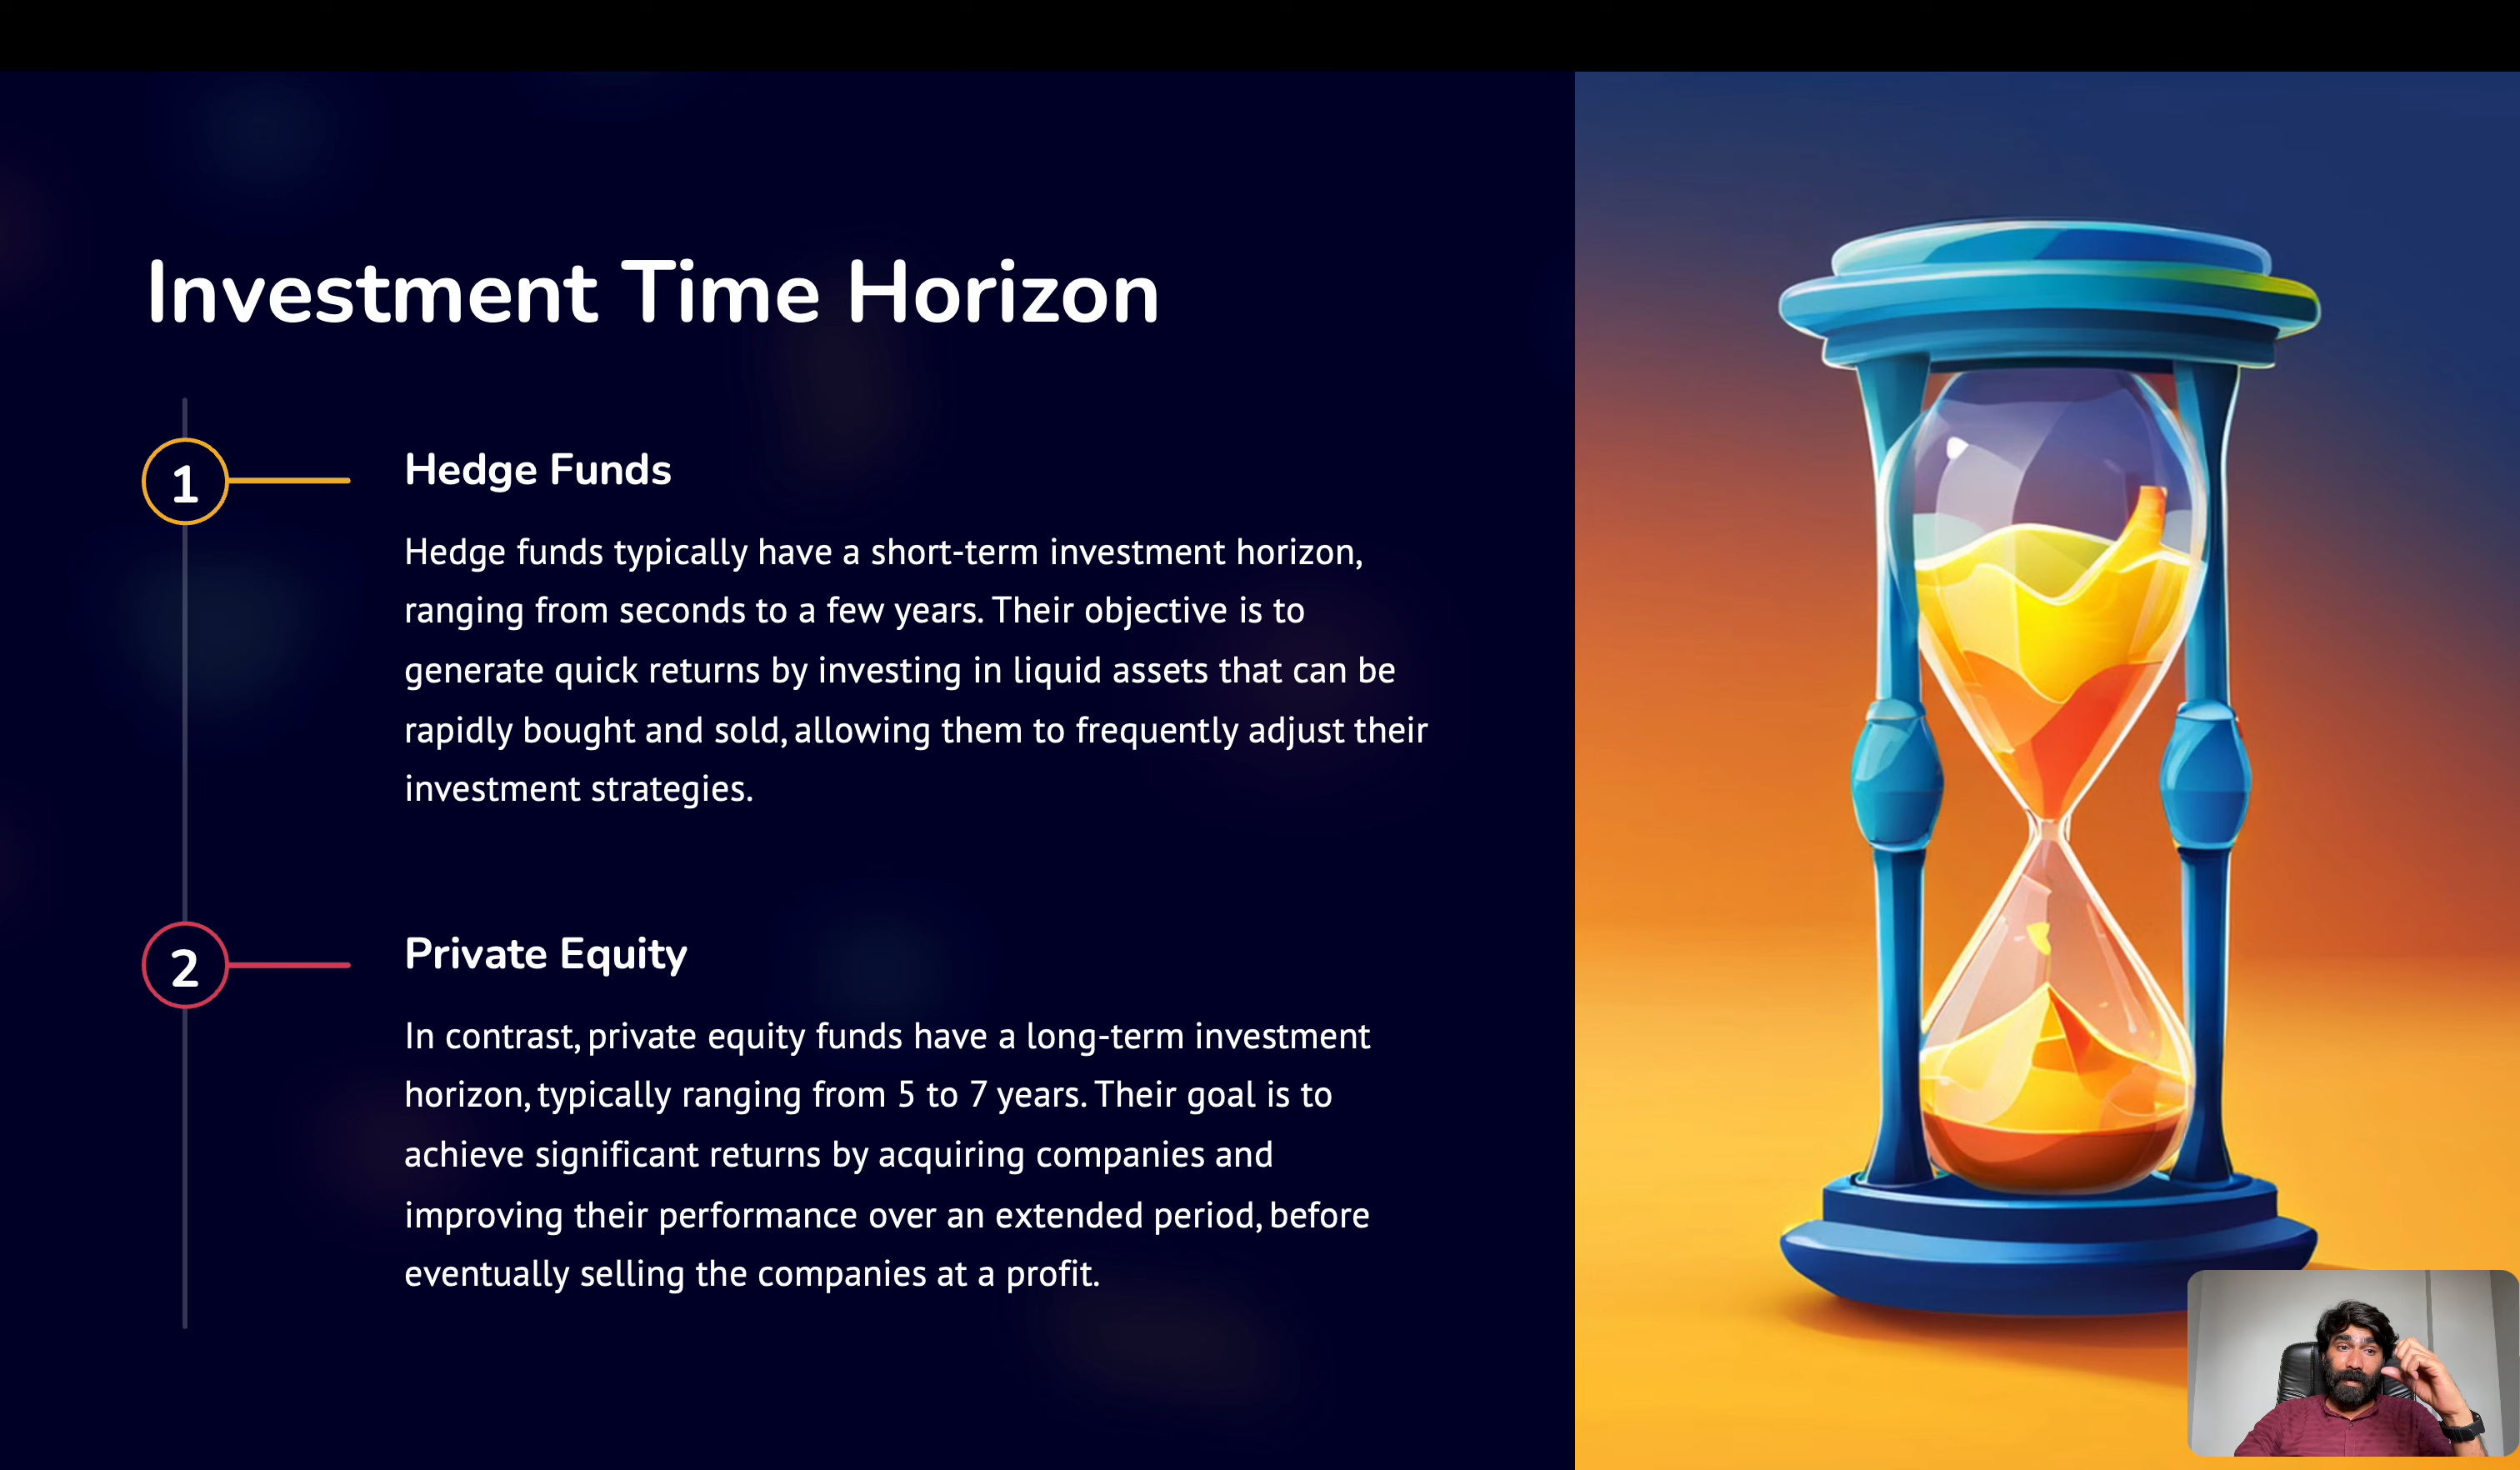 Investment Time Horizon
1
Hedge Funds
Hedge funds typically have a short-term investment horizon,
ranging from seconds to a few years. Their objective is to
generate quick returns by investing in liquid assets that can be
rapidly bought and sold, allowing them to frequently adjust their
investment strategies.
2
Private Equity
In contrast, private equity funds have a long-term investment
horizon, typically ranging from 5 to 7 years. Their goal is to
achieve significant returns by acquiring companies and
improving their performance over an extended period, before
eventually selling the companies at a profit.